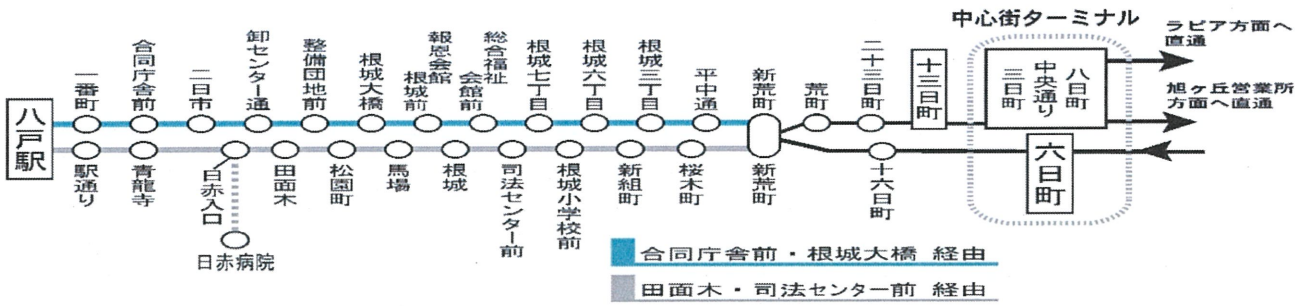 中心街ターミナル
ラピア方面へ
直通
旭ヶ丘営業所
方面へ直通
八戸駅
一番町
合同庁舎前
二日市
卸センター通
整備団地前
根城大橋
報恩会館
根城前
総合福祉
会館前
根城七丁目
根城六丁目
根城三丁目
平中通
新荒町
荒町
二十三日町
十三日町
三日町
中央通り
八日町
駅通り
青龍寺
日赤入口
日赤病院
田面木
松園町
馬場
根城
司法センター前
根城小学校前
新組町
桜木町
新荒町
十六日町
六日町
合同庁舎前・根城大橋 経由
田面木・司法センター前 経由